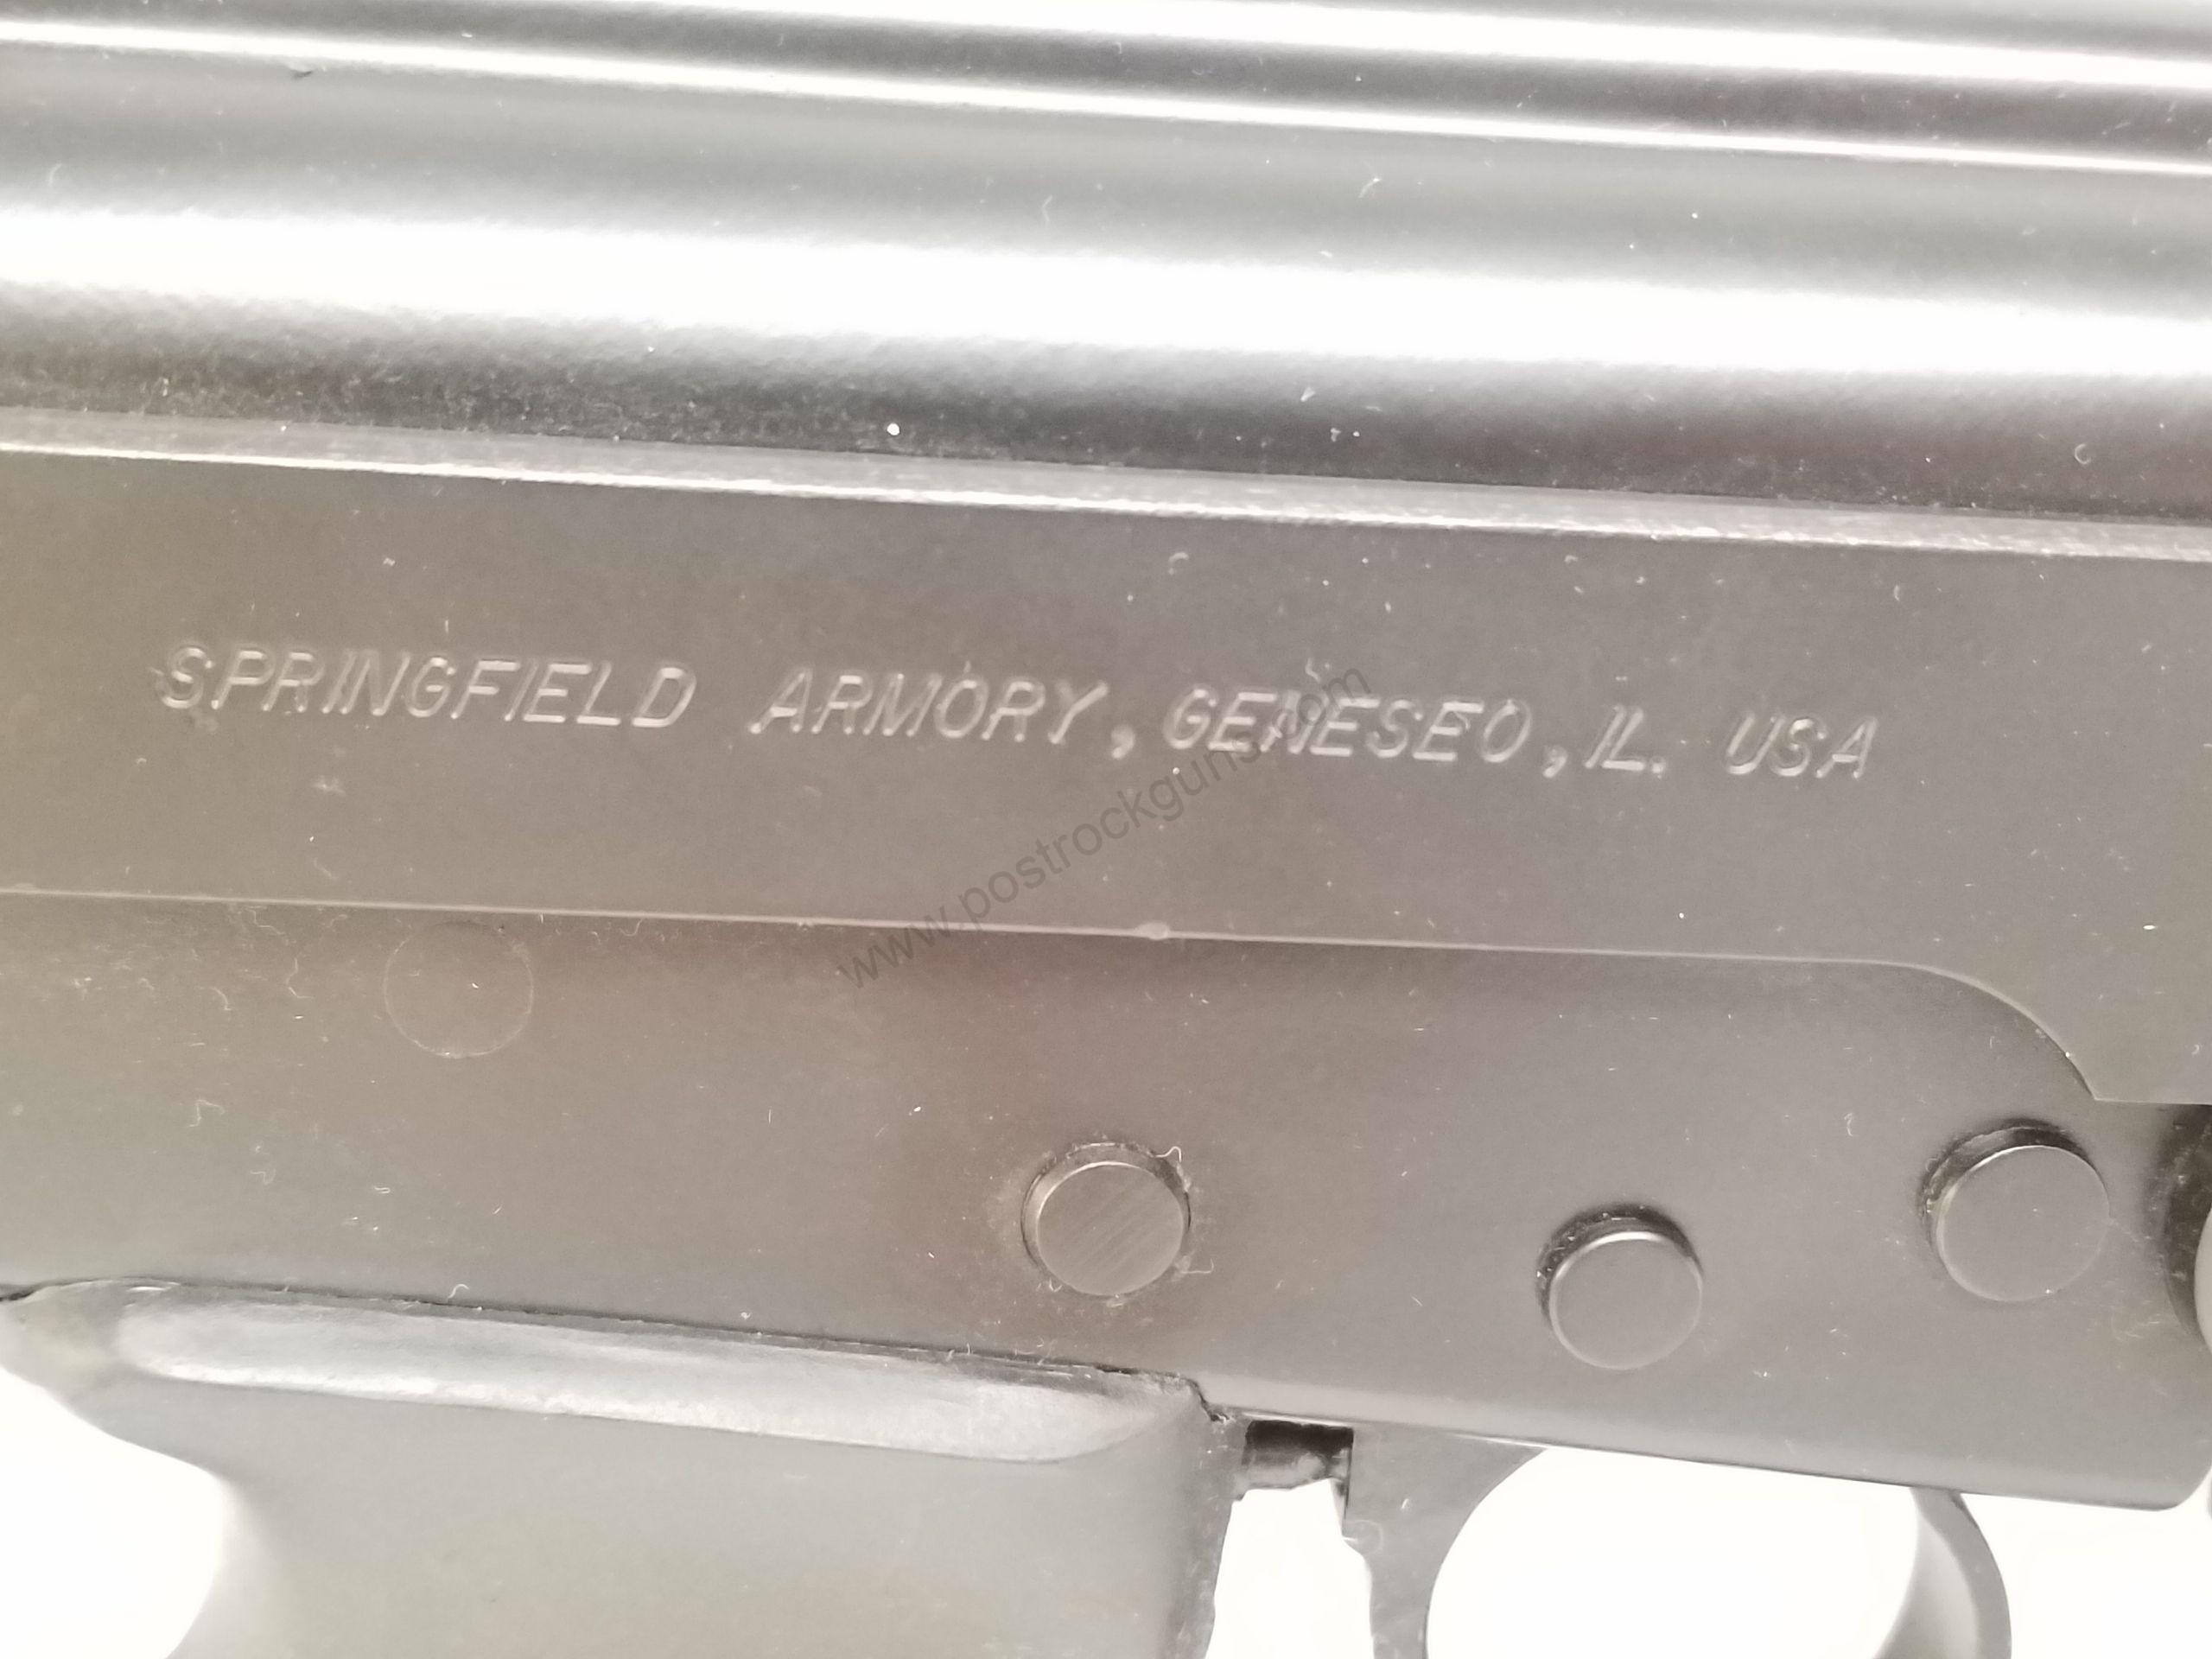 SPRINGFIELD ARMORY, GENESEO, IL. USA
www.postrockguns.com